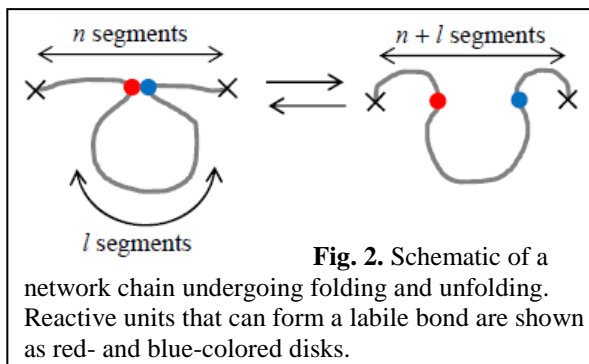 n segments
n + l segments
l segments
Fig. 2. Schematic of a
network chain undergoing folding and unfolding.
Reactive units that can form a labile bond are shown
as red- and blue-colored disks.